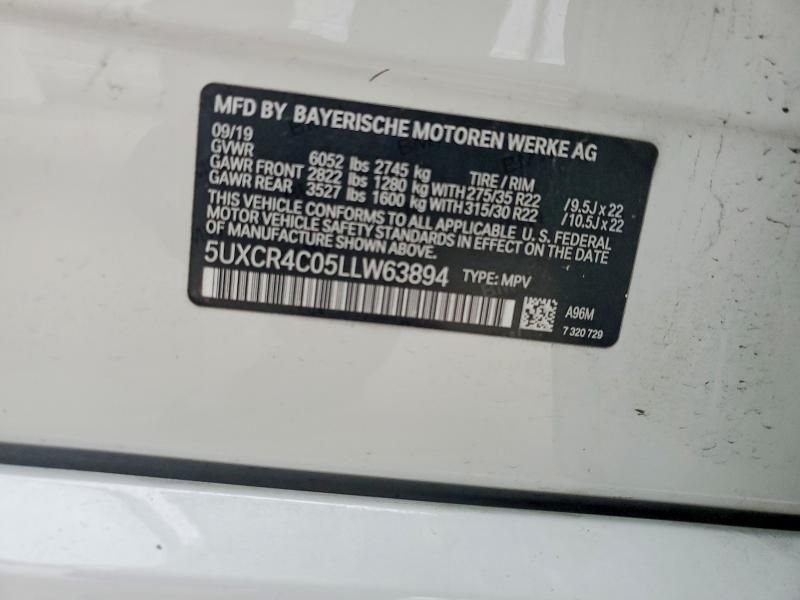 MFD BY BAYERISCHE MOTOREN WERKE AG
09/19
GVWR 6052 lbs 2745 kg TIRE / RIM
GAWR FRONT 2822 lbs 1280 kg WITH 275/35 R22 /9.5J x 22
GAWR REAR 3527 lbs 1600 kg WITH 315/30 R22 /10.5J x 22
THIS VEHICLE CONFORMS TO ALL APPLICABLE U. S. FEDERAL
MOTOR VEHICLE SAFETY STANDARDS IN EFFECT ON THE DATE
OF MANUFACTURE SHOWN ABOVE.
5UXCR4C05LLW63894 TYPE: MPV
A96M
7 320 729